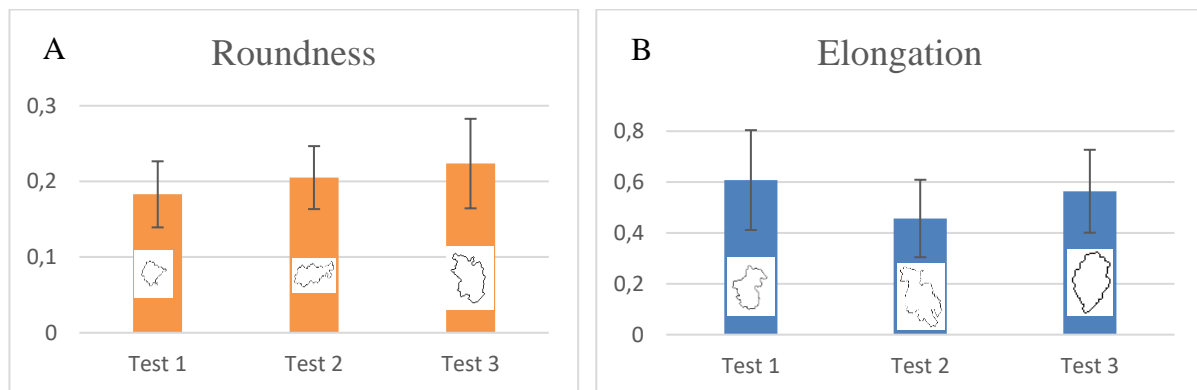 A
Roundness
0,3
0,2
0,1
0
Test 1 Test 2 Test 3
B
Elongation
0,8
0,6
0,4
0,2
0
Test 1 Test 2 Test 3